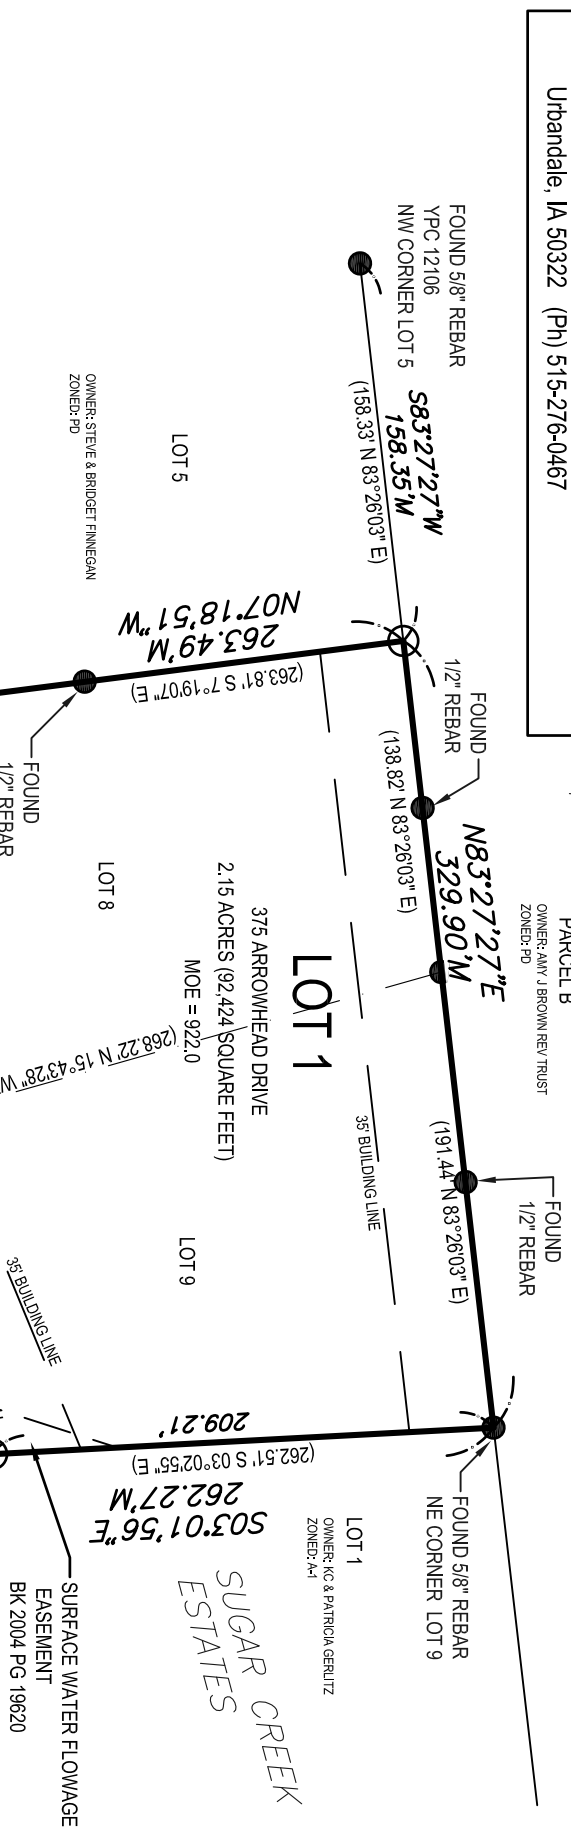 Urbandale, IA 50322 (Ph) 515-276-0467
FOUND 5/8" REBAR
YPC 12106
NW CORNER LOT 5
S83°27'27"W
158.35'M
(158.33' N 83°26'03" E)
LOT 5
OWNER: STEVE & BRIDGET FINNEGAN
ZONED: PD
N07°18'51"W
263.49'M
(263.81' S 7°19'07" E)
FOUND
1/2" REBAR
FOUND
1/2" REBAR
(138.82' N 83°26'03" E)
N83°27'27"E
329.90'M
PARCEL B
OWNER: AMY J BROWN REV TRUST
ZONED: PD
LOT 8
LOT 1
375 ARROWHEAD DRIVE
2.15 ACRES (92,424 SQUARE FEET)
MOE = 922.0
(268.22' N 15°43'28" W
35' BUILDING LINE
(191.44' N 83°26'03" E)
FOUND
1/2" REBAR
LOT 9
35' BUILDING LINE
209.21'
(262.51' S 03°02'55" E)
262.27'M
S03°01'56"E
FOUND 5/8" REBAR
NE CORNER LOT 9
LOT 1
OWNER: KC & PATRICIA GERLITZ
ZONED: A-1
SUGAR CREEK
ESTATES
SURFACE WATER FLOWAGE
EASEMENT
BK 2004 PG 19620